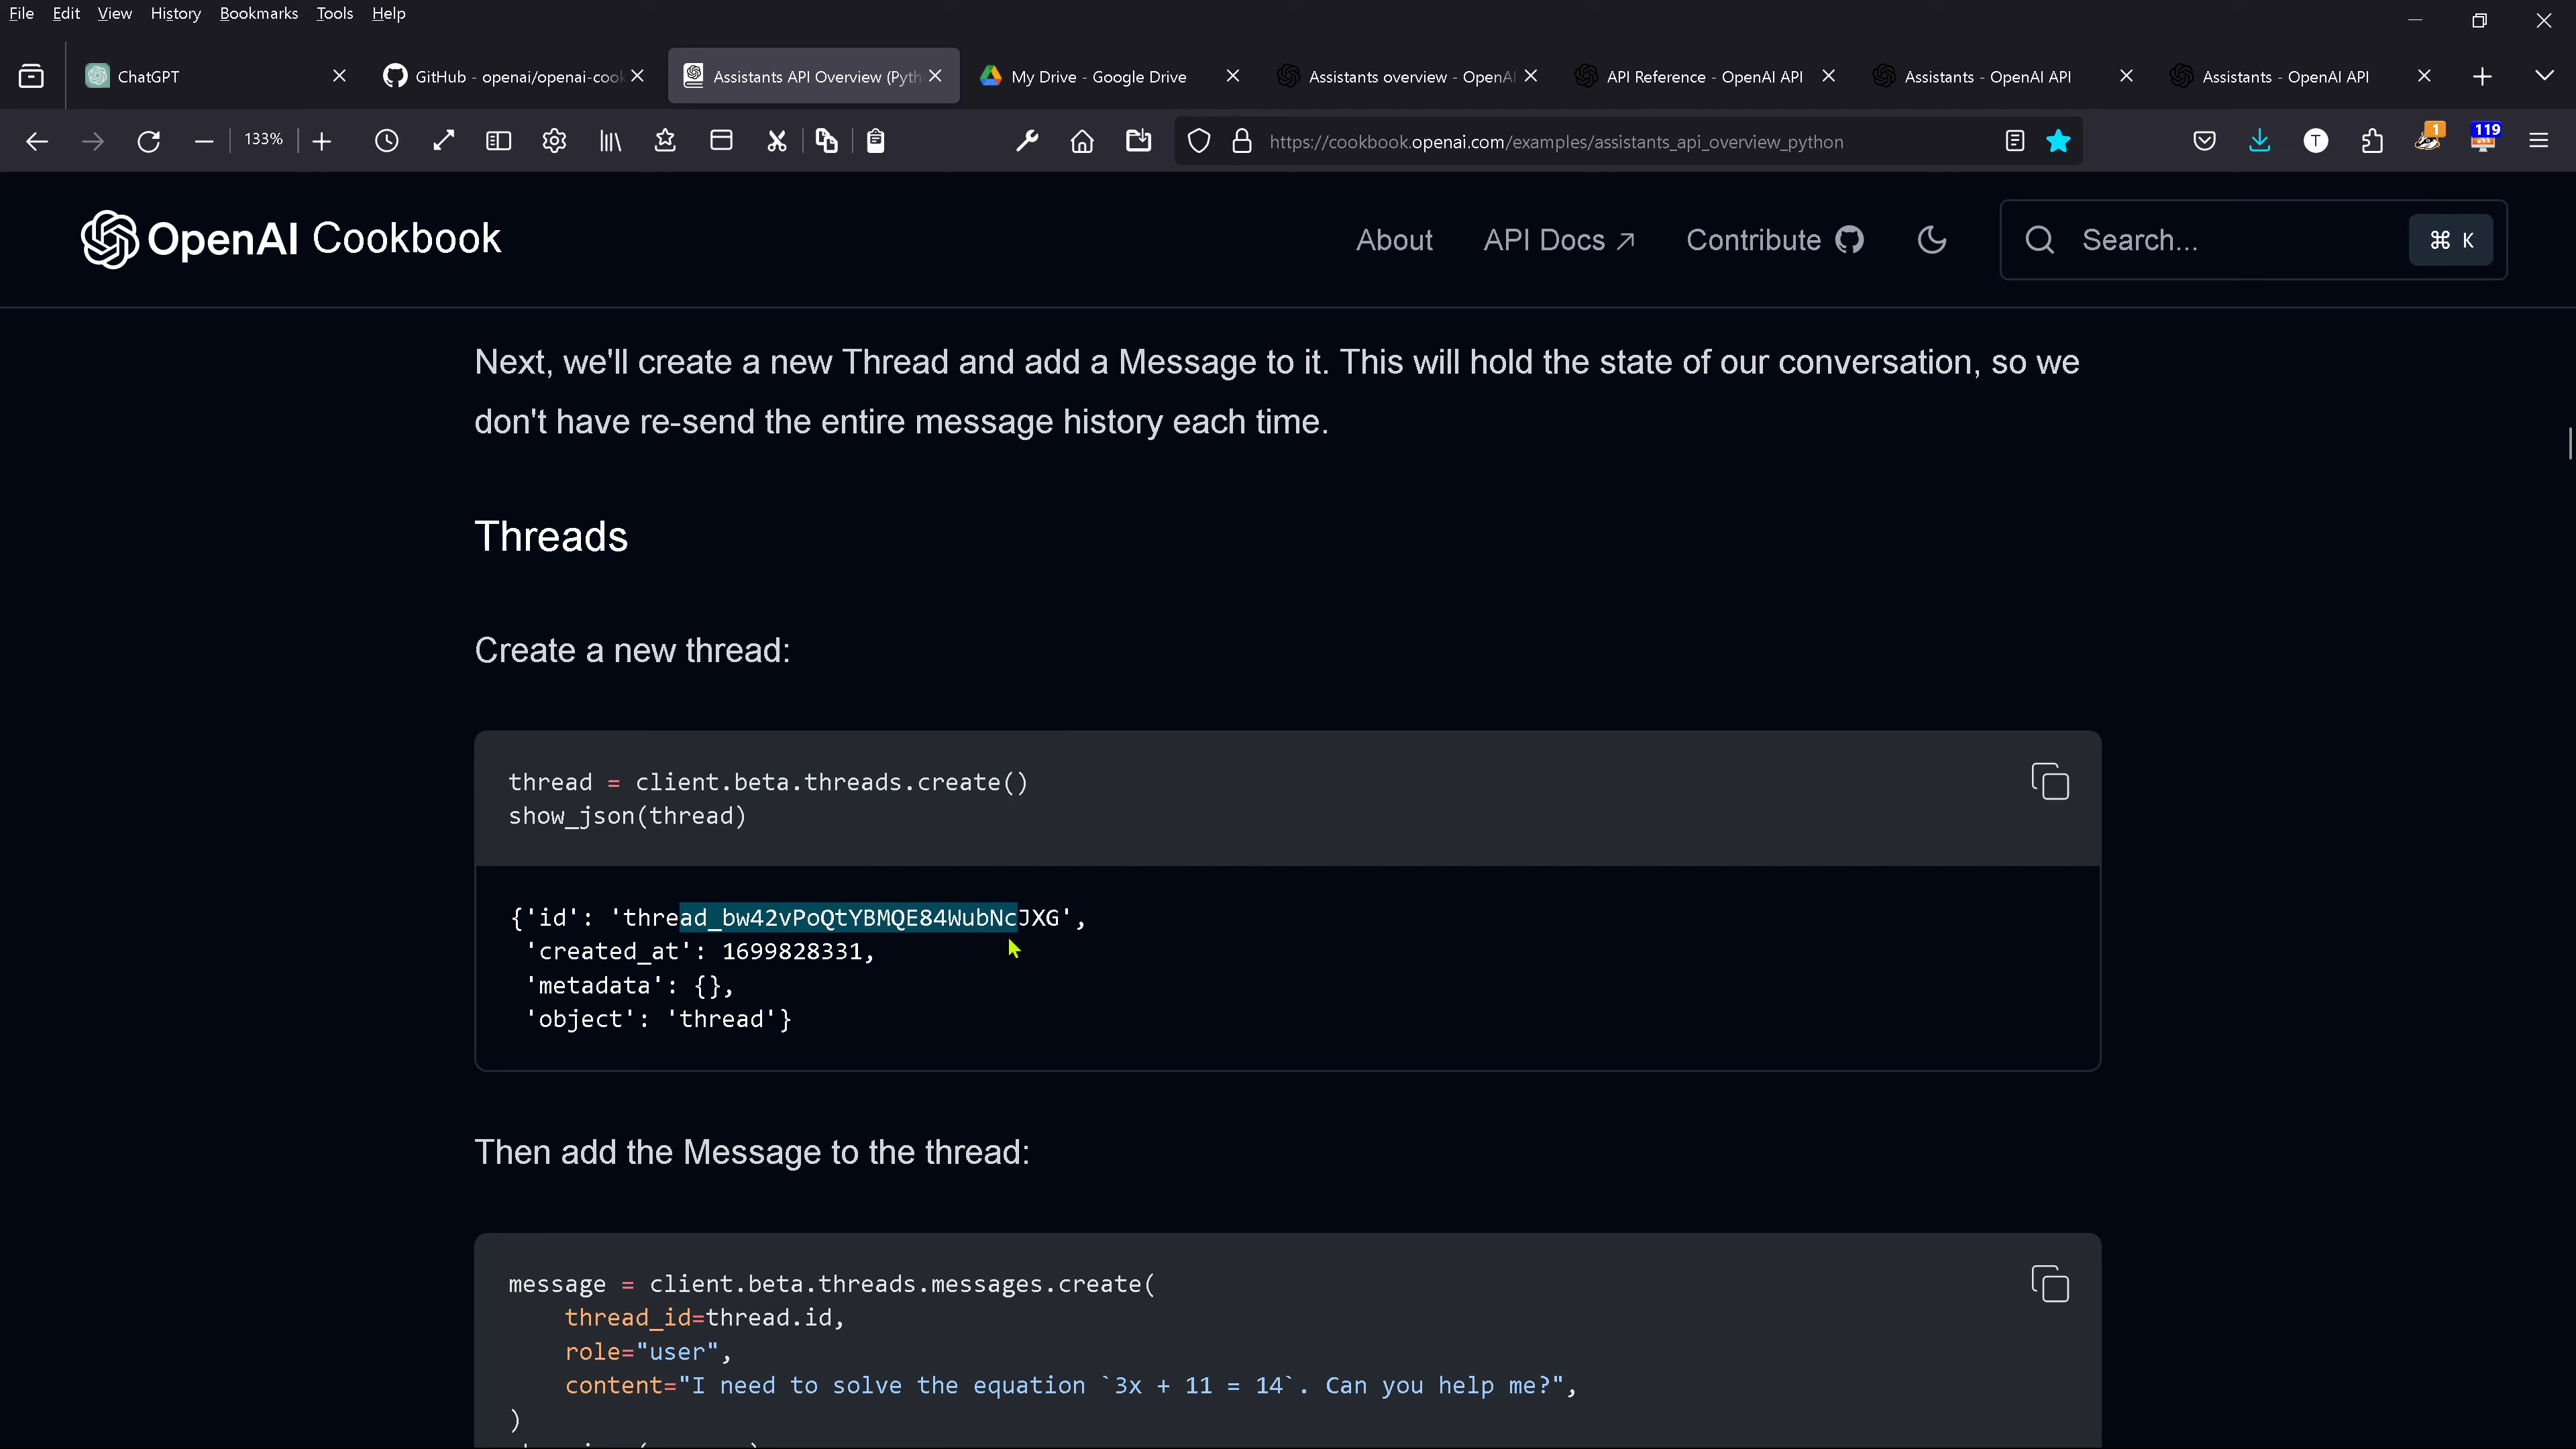 File Edit View History Bookmarks Tools Help
ChatGPT
GitHub - openai/openai-cook
Assistants API Overview (Pyth
My Drive - Google Drive
Assistants overview - OpenAI
API Reference - OpenAI API
Assistants - OpenAI API
Assistants - OpenAI API
133%
https://cookbook.openai.com/examples/assistants_api_overview_python
T
1
119
OpenAI Cookbook
About
API Docs ↗
Contribute
Search...
⌘ K
Next, we'll create a new Thread and add a Message to it. This will hold the state of our conversation, so we
don't have re-send the entire message history each time.
Threads
Create a new thread:
thread = client.beta.threads.create()
show_json(thread)
{'id': 'thread_bw42vPoQtYBMQE84WubNcJXG',
'created_at': 1699828331,
'metadata': {},
'object': 'thread'}
Then add the Message to the thread:
message = client.beta.threads.messages.create(
thread_id=thread.id,
role="user",
content="I need to solve the equation `3x + 11 = 14`. Can you help me?",
)